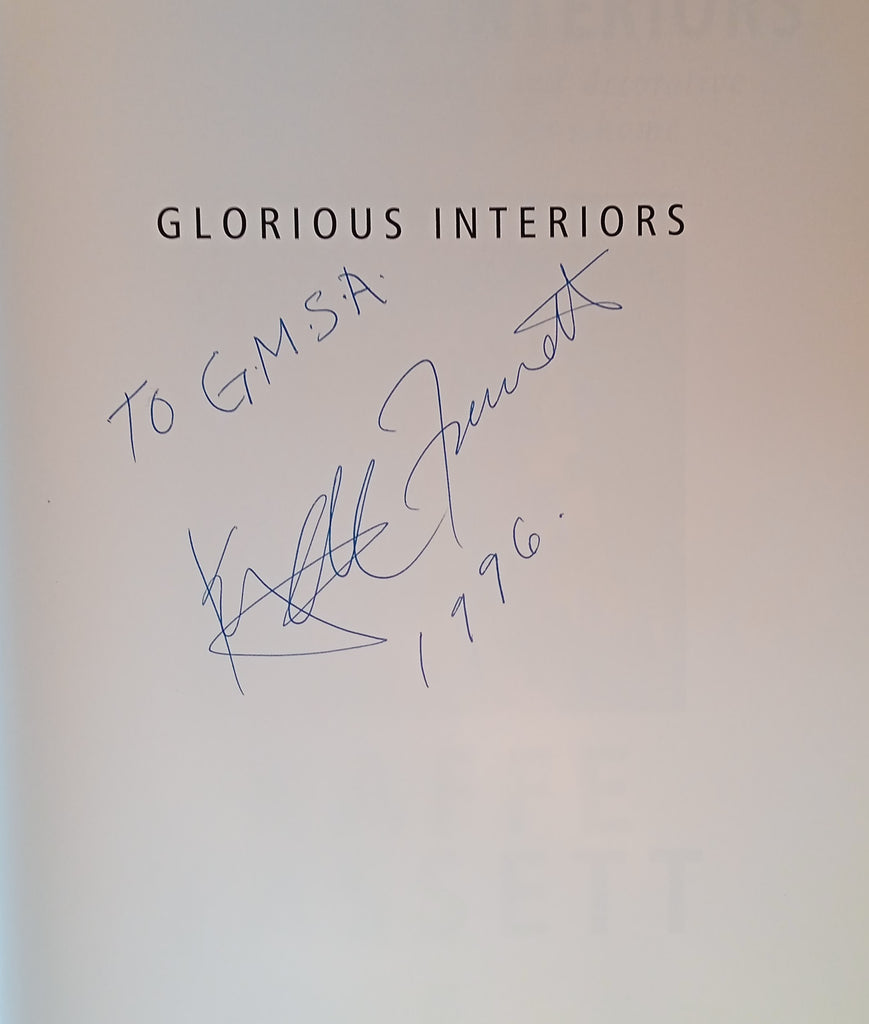 GLORIOUS INTERIORS
TO G.M.S.A.
Kaffe Fassett
1996.